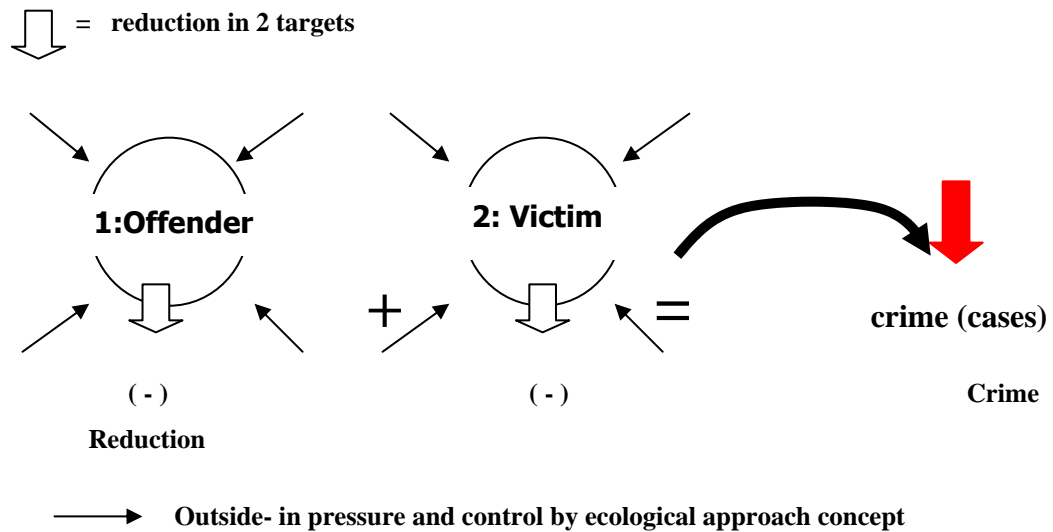 = reduction in 2 targets
1:Offender
2: Victim
+
=
crime (cases)
( - )
( - )
Crime
Reduction
Outside- in pressure and control by ecological approach concept